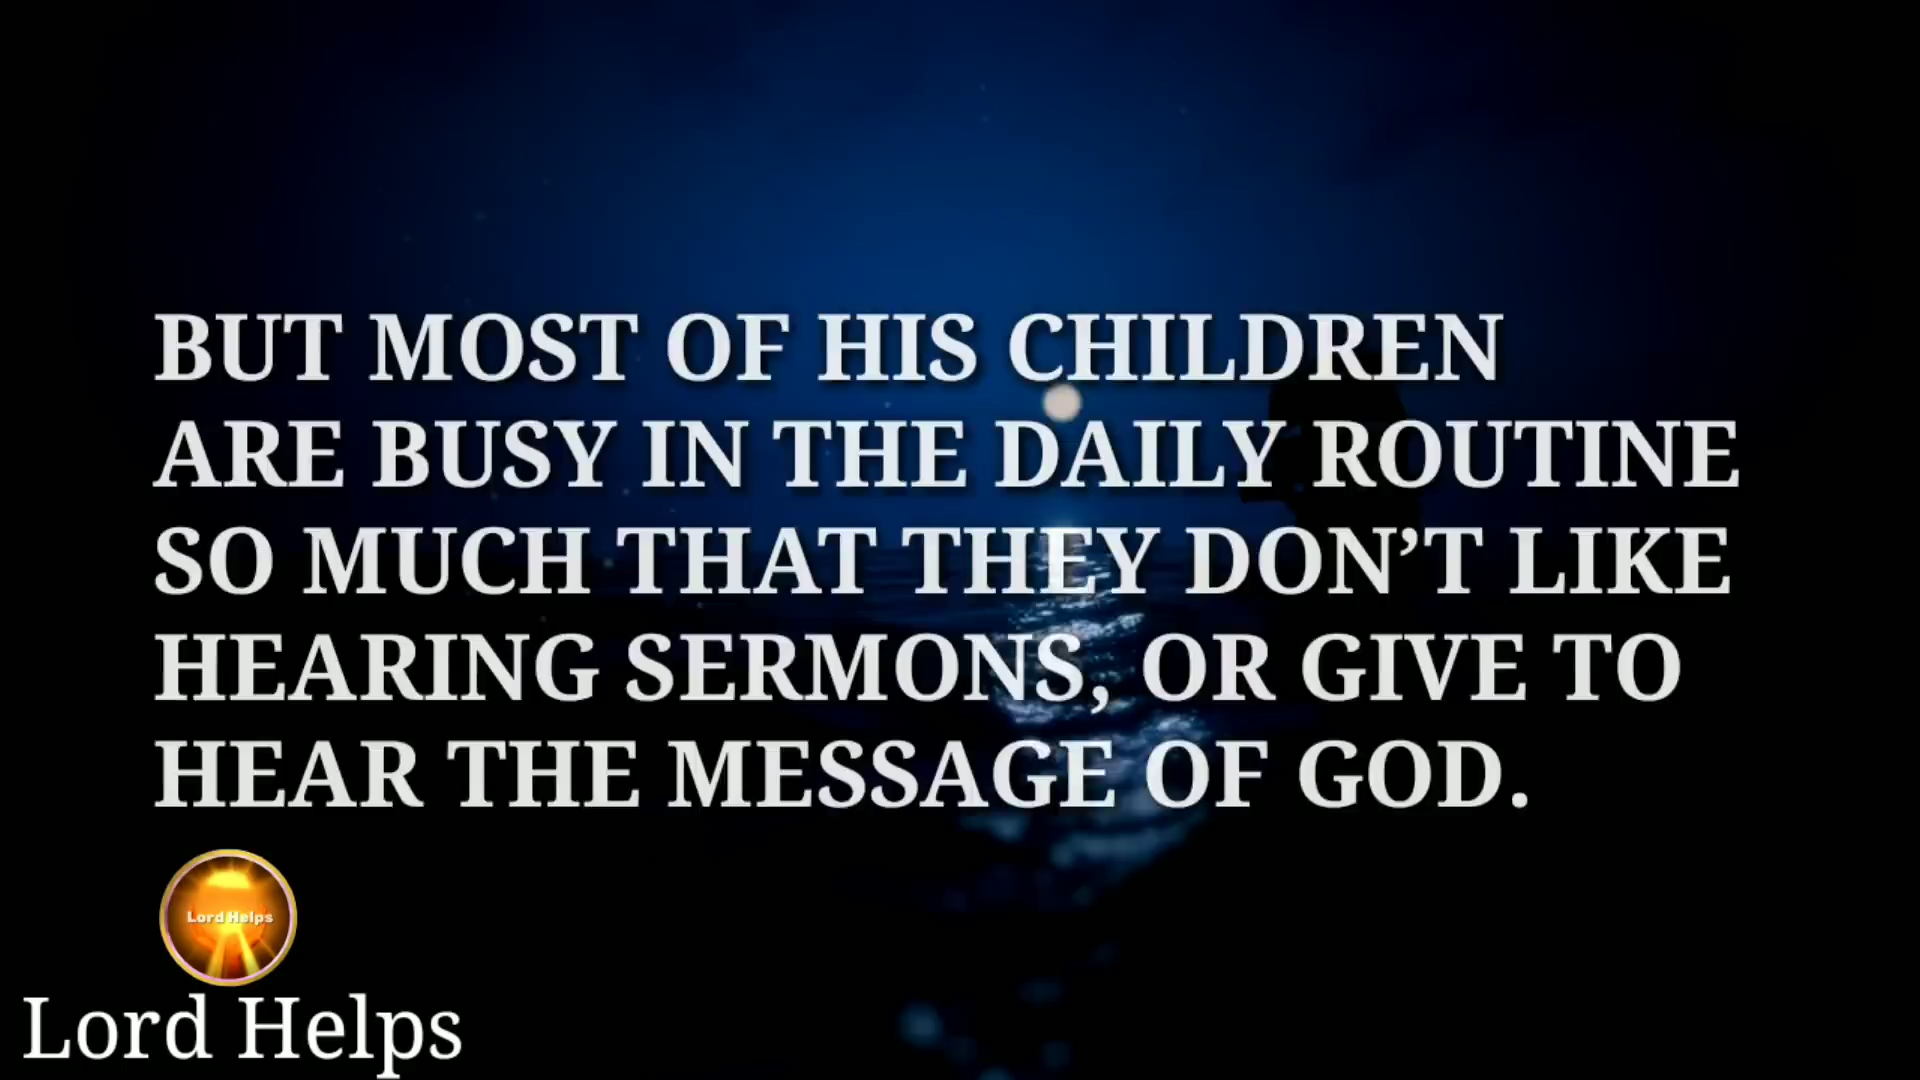 BUT MOST OF HIS CHILDREN
ARE BUSY IN THE DAILY ROUTINE
SO MUCH THAT THEY DON’T LIKE
HEARING SERMONS, OR GIVE TO
HEAR THE MESSAGE OF GOD.
Lord Helps
Lord Helps